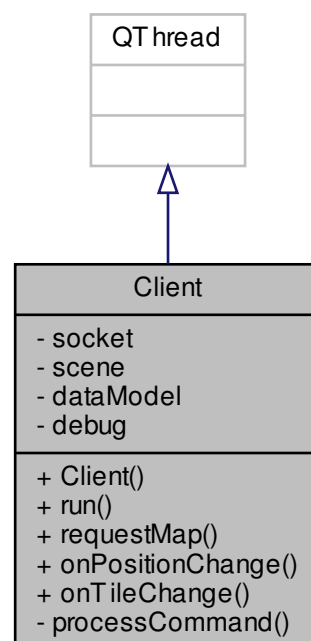 QThread
Client
- socket
- scene
- dataModel
- debug
+ Client()
+ run()
+ requestMap()
+ onPositionChange()
+ onTileChange()
- processCommand()